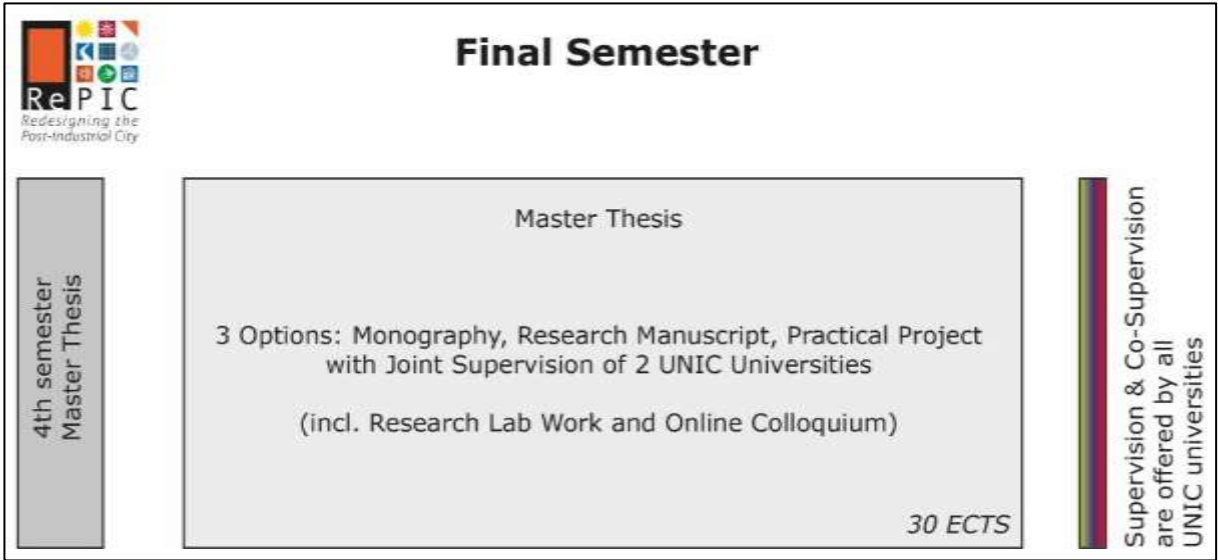 RePIC
Redesigning the
Post-Industrial City
Final Semester
4th semester
Master Thesis
Master Thesis
3 Options: Monography, Research Manuscript, Practical Project
with Joint Supervision of 2 UNIC Universities
(incl. Research Lab Work and Online Colloquium)
30 ECTS
Supervision & Co-Supervision
are offered by all
UNIC universities